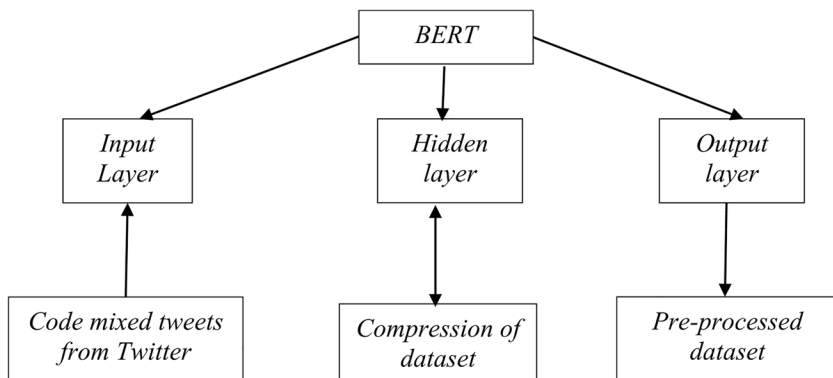 BERT
Input
Layer
Hidden
layer
Output
layer
Code mixed tweets
from Twitter
Compression of
dataset
Pre-processed
dataset